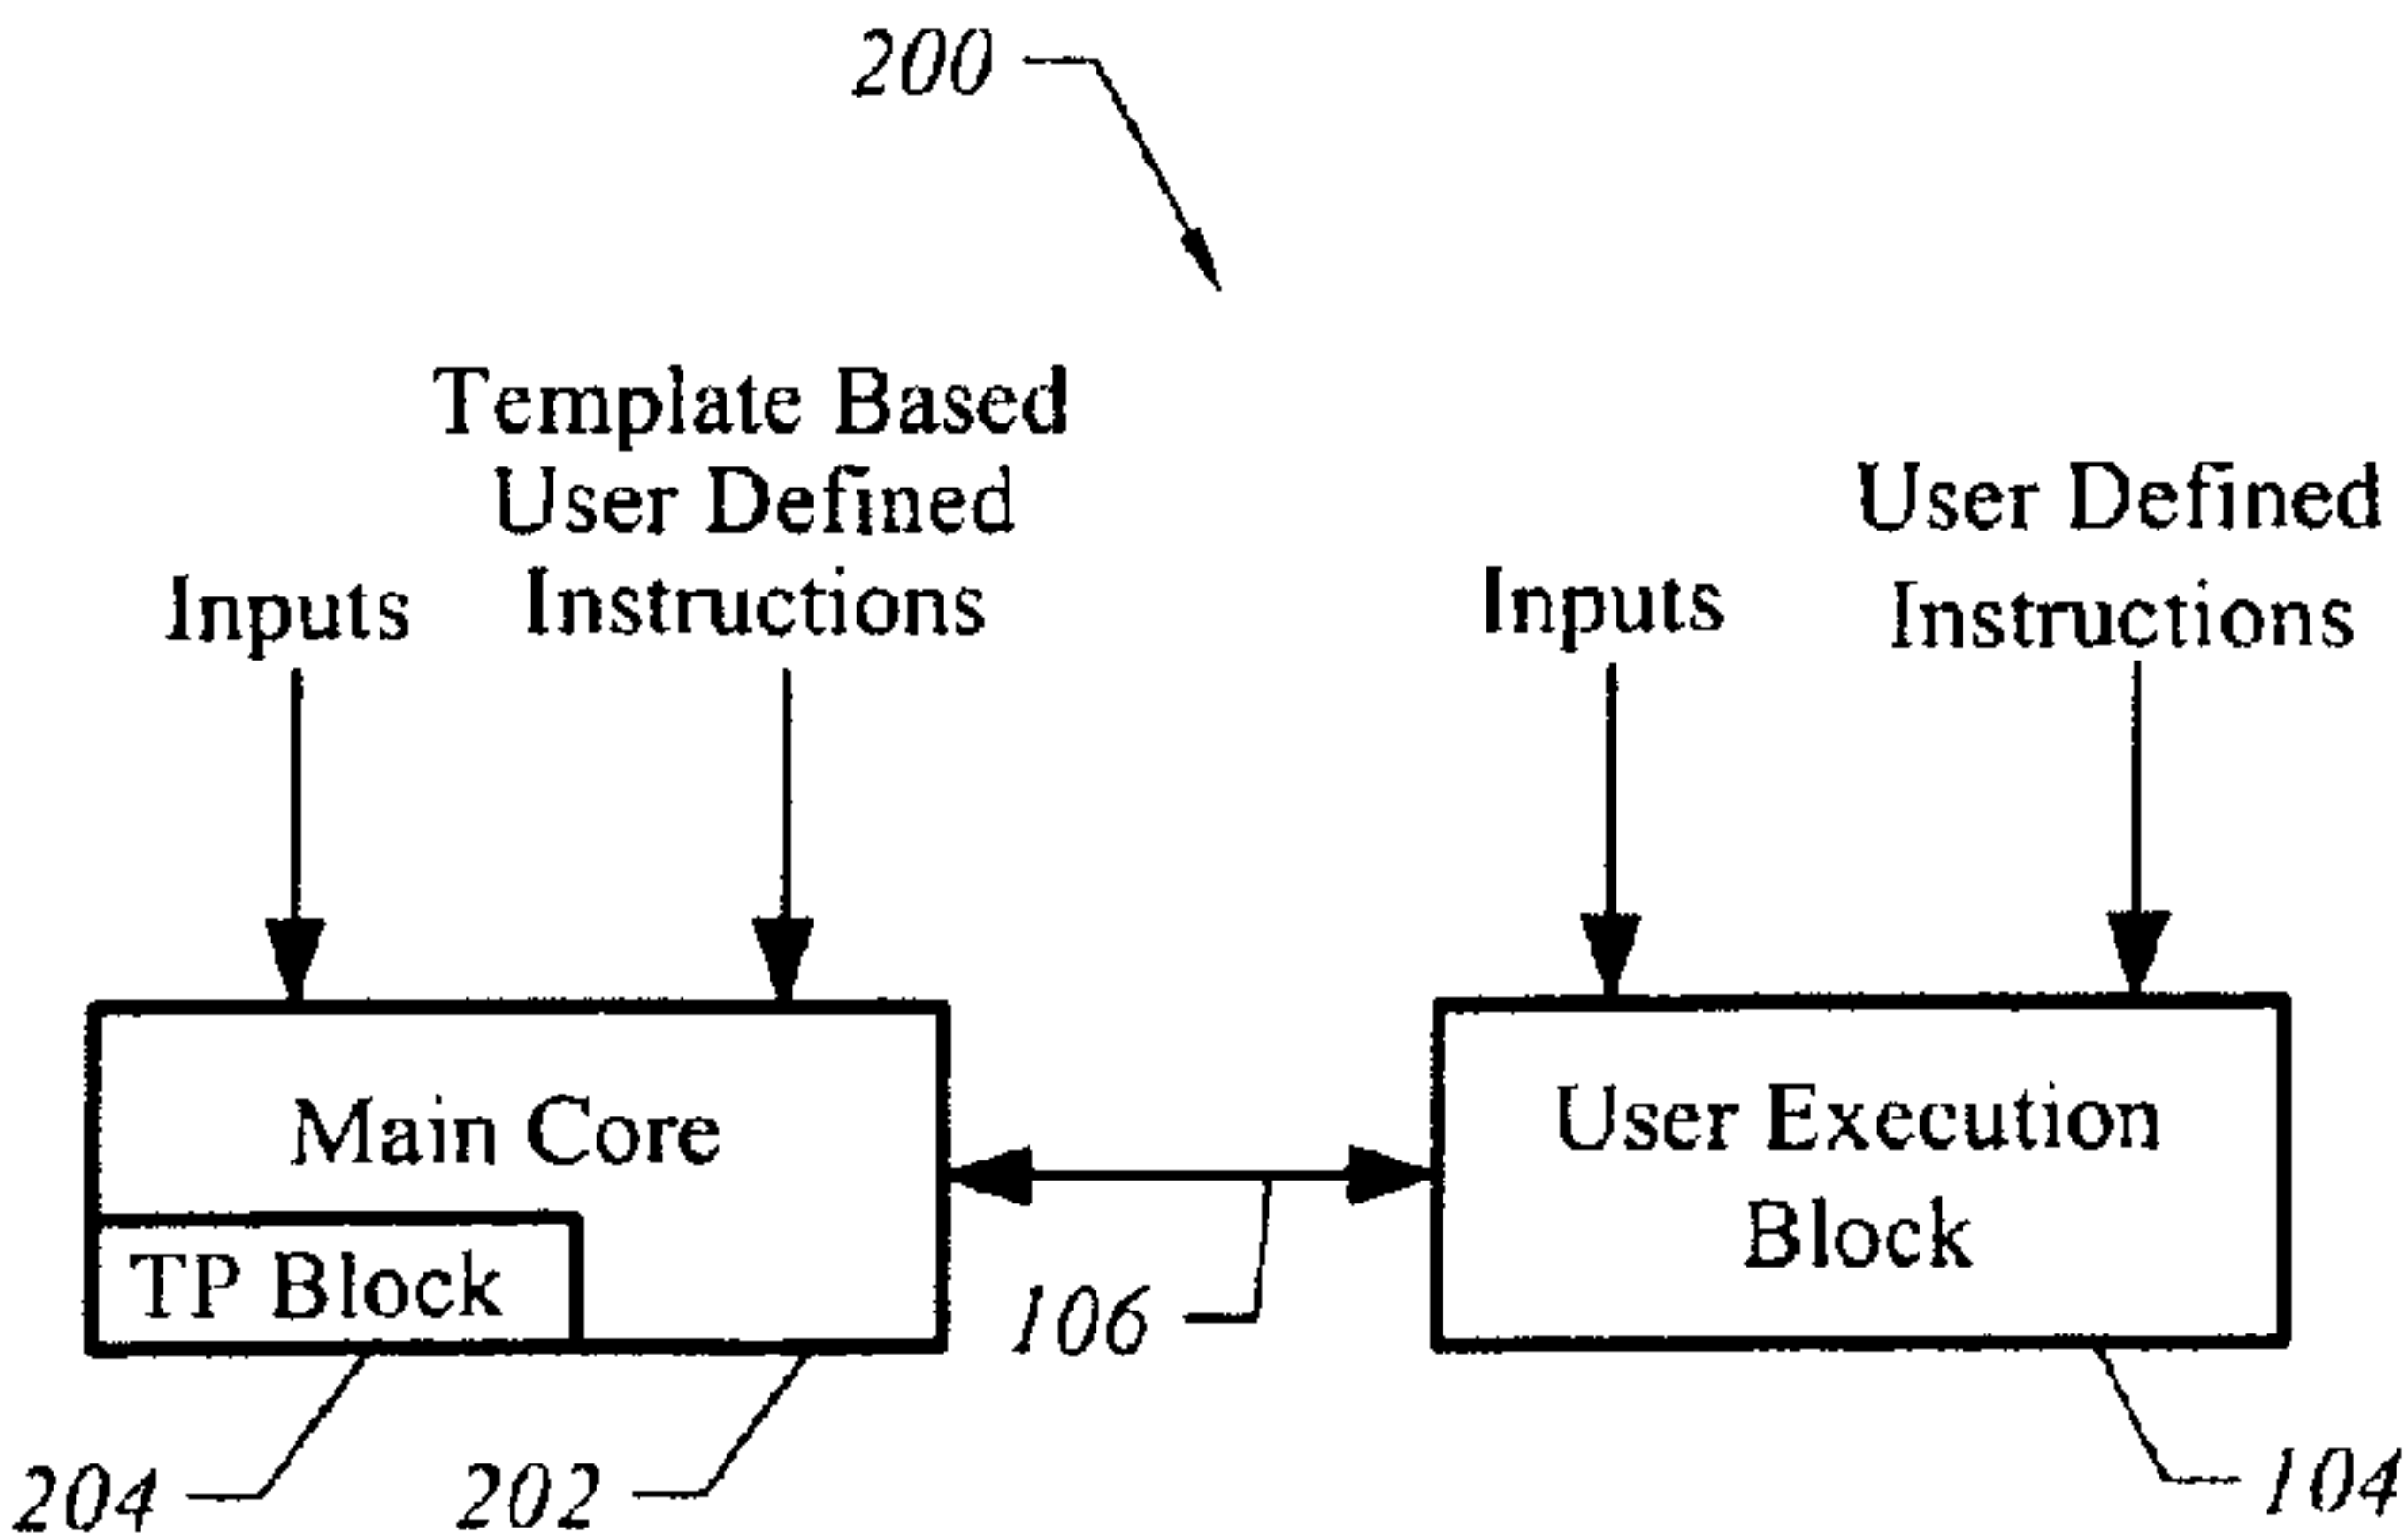 200
Template Based
User Defined
Instructions
Inputs
Inputs
User Defined
Instructions
Main Core
TP Block
106
User Execution
Block
204
202
104